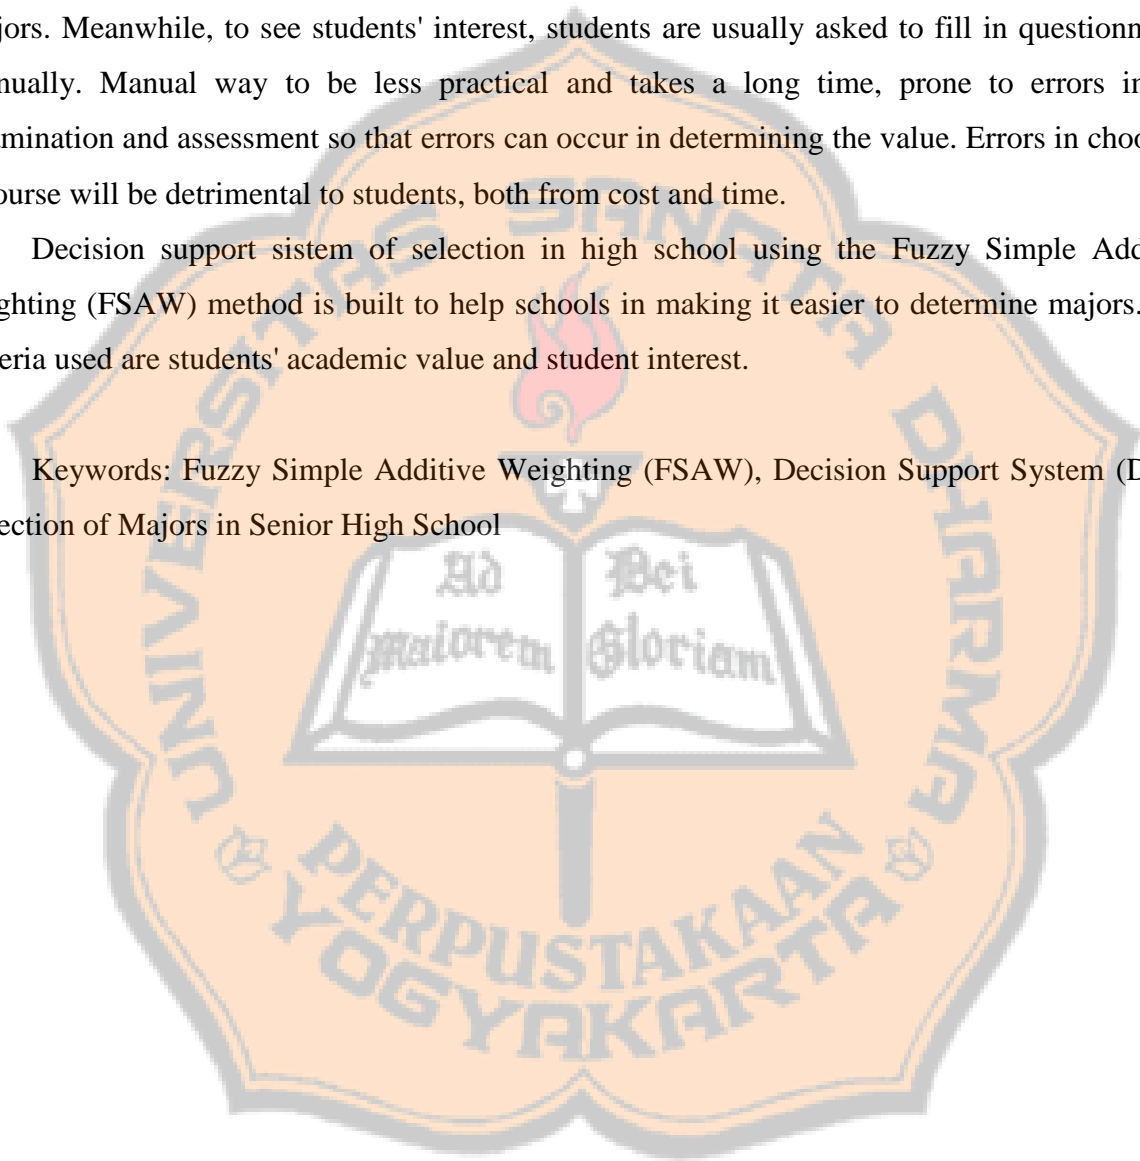 jors. Meanwhile, to see students' interest, students are usually asked to fill in questionn
nually. Manual way to be less practical and takes a long time, prone to errors in
mination and assessment so that errors can occur in determining the value. Errors in choo
ourse will be detrimental to students, both from cost and time.
Decision support sistem of selection in high school using the Fuzzy Simple Add
ghting (FSAW) method is built to help schools in making it easier to determine majors.
eria used are students' academic value and student interest.
Keywords: Fuzzy Simple Additive Weighting (FSAW), Decision Support System (D
ection of Majors in Senior High School
UNIVERSITAS SANATA DHARMA
Ad Dei
maiorem Gloriam
PERPUSTAKAAN
YOGYAKARTA